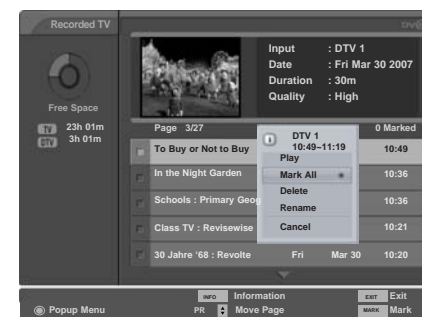 Recorded TV
DVR
Input : DTV 1
Date : Fri Mar 30 2007
Duration : 30m
Quality : High
Free Space
TV 23h 01m
DTV 3h 01m
Page 3/27
0 Marked
DTV 1
10:49~11:19
Play
Mark All
Delete
Rename
Cancel
To Buy or Not to Buy 10:49
In the Night Garden 10:36
Schools : Primary Geog 10:36
Class TV : Revisewise 10:21
30 Jahre '68 : Revolte Fri Mar 30 10:20
INFO Information
EXIT Exit
Popup Menu
PR Move Page
MARK Mark